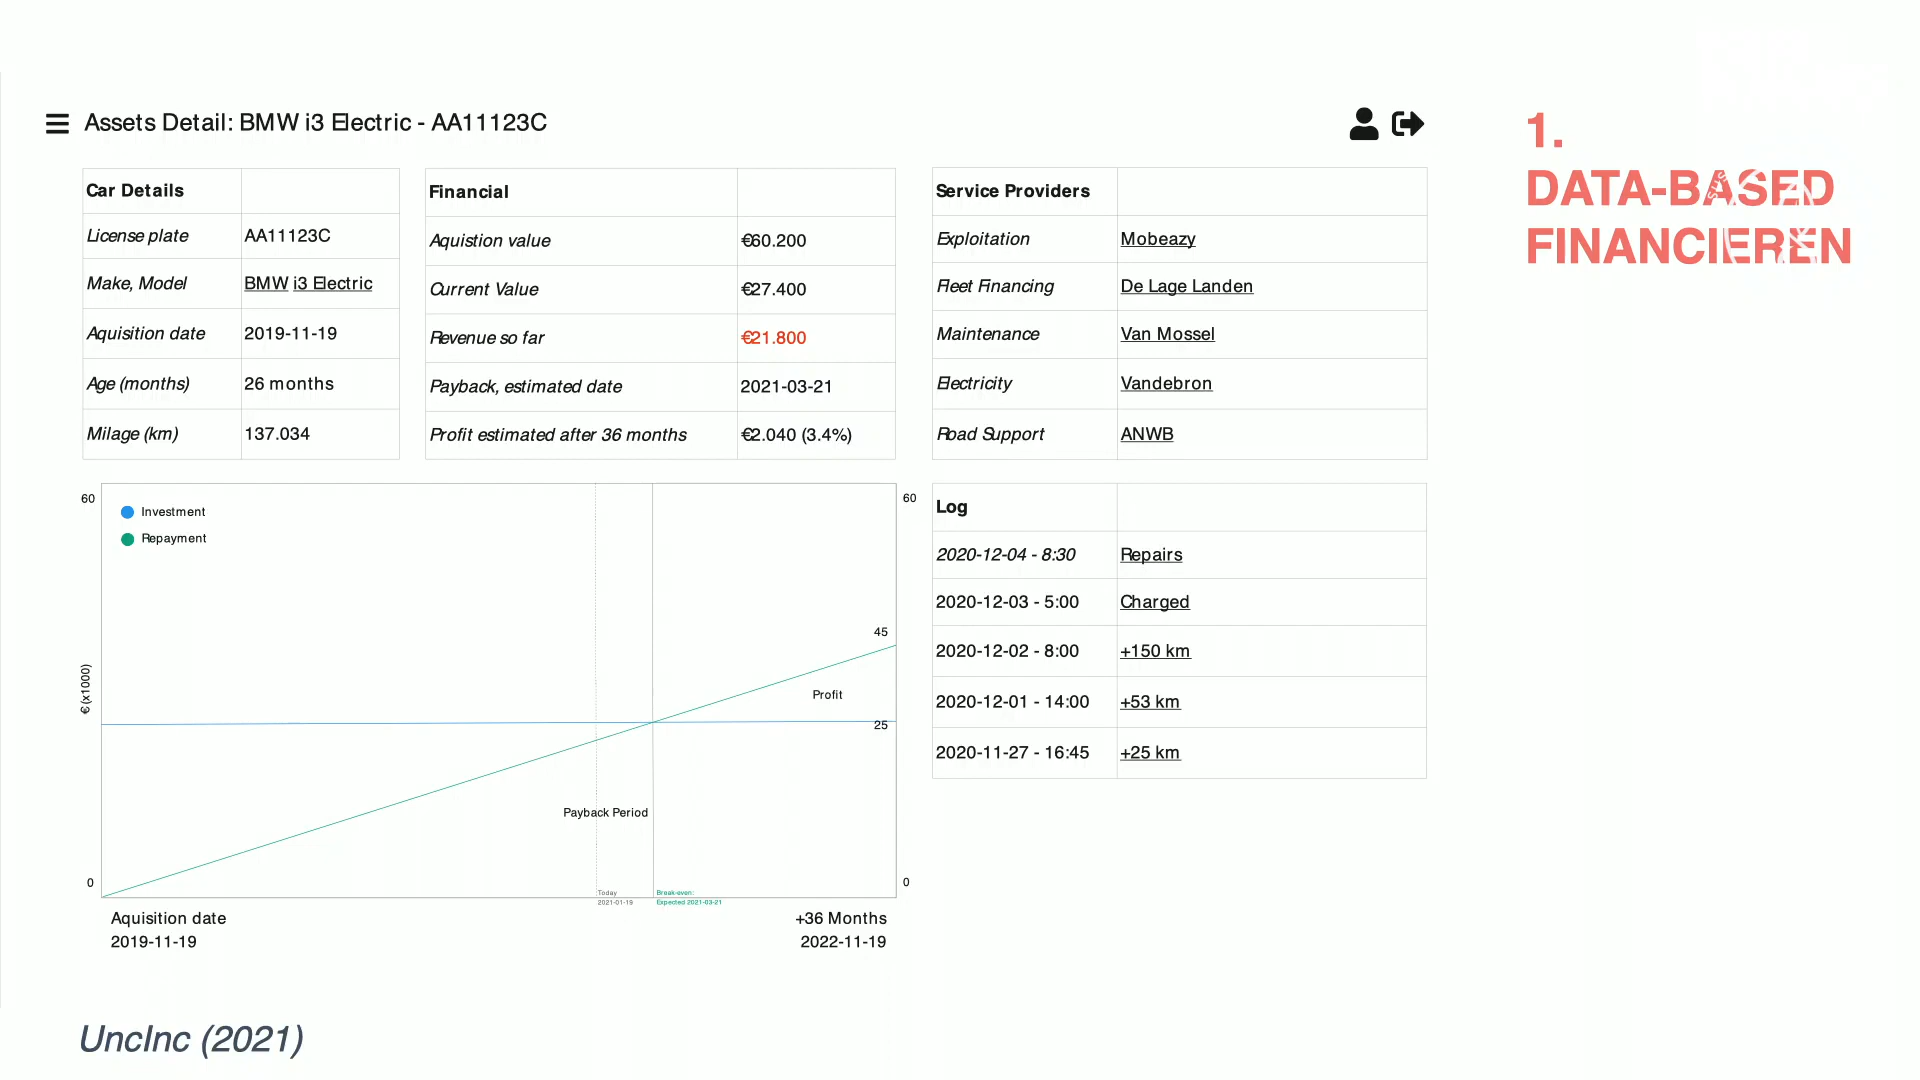 Assets Detail: BMW i3 Electric - AA11123C
1.
DATA-BASED
FINANCIEREN
Car Details
License plate AA11123C
Make, Model BMW i3 Electric
Aquisition date 2019-11-19
Age (months) 26 months
Milage (km) 137.034
Financial
Aquistion value €60.200
Current Value €27.400
Revenue so far €21.800
Payback, estimated date 2021-03-21
Profit estimated after 36 months €2.040 (3.4%)
Service Providers
Exploitation Mobeazy
Fleet Financing De Lage Landen
Maintenance Van Mossel
Electricity Vandebron
Road Support ANWB
60
Investment
Repayment
60
45
€ (x1000)
Profit
25
Payback Period
0
0
Today
2021-01-19
Break-even:
Expected 2021-03-21
Aquisition date
2019-11-19
+36 Months
2022-11-19
Log
2020-12-04 - 8:30 Repairs
2020-12-03 - 5:00 Charged
2020-12-02 - 8:00 +150 km
2020-12-01 - 14:00 +53 km
2020-11-27 - 16:45 +25 km
UncInc (2021)